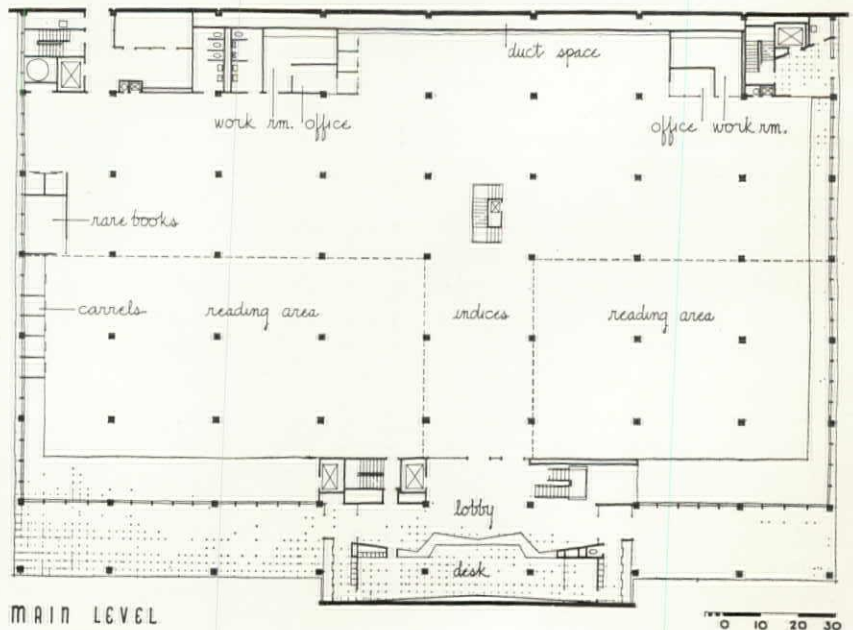 duct space
work rm. office
office work rm.
rare books
carrels
reading area
indices
reading area
lobby
desk
MAIN LEVEL
0 10 20 30